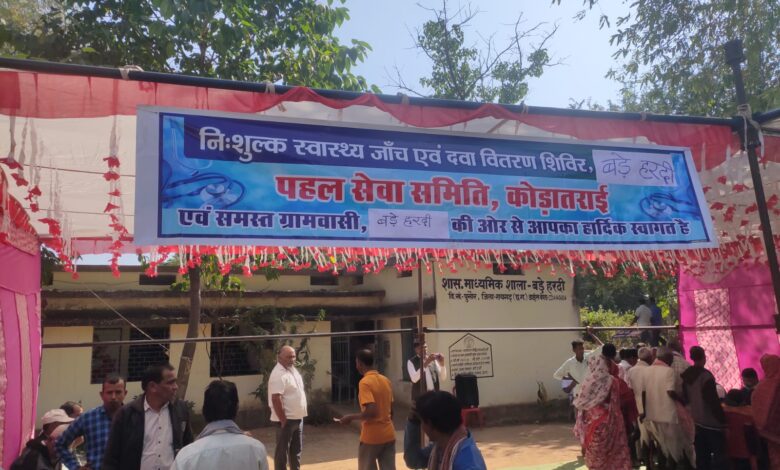 निःशुल्क स्वास्थ्य जाँच एवं दवा वितरण शिविर, बड़े हरदी
पहल सेवा समिति, कोड़ातराई
एवं समस्त ग्रामवासी, बड़े हरदी की ओर से आपका हार्दिक स्वागत है
शास. माध्यमिक शाला - बड़े हरदी